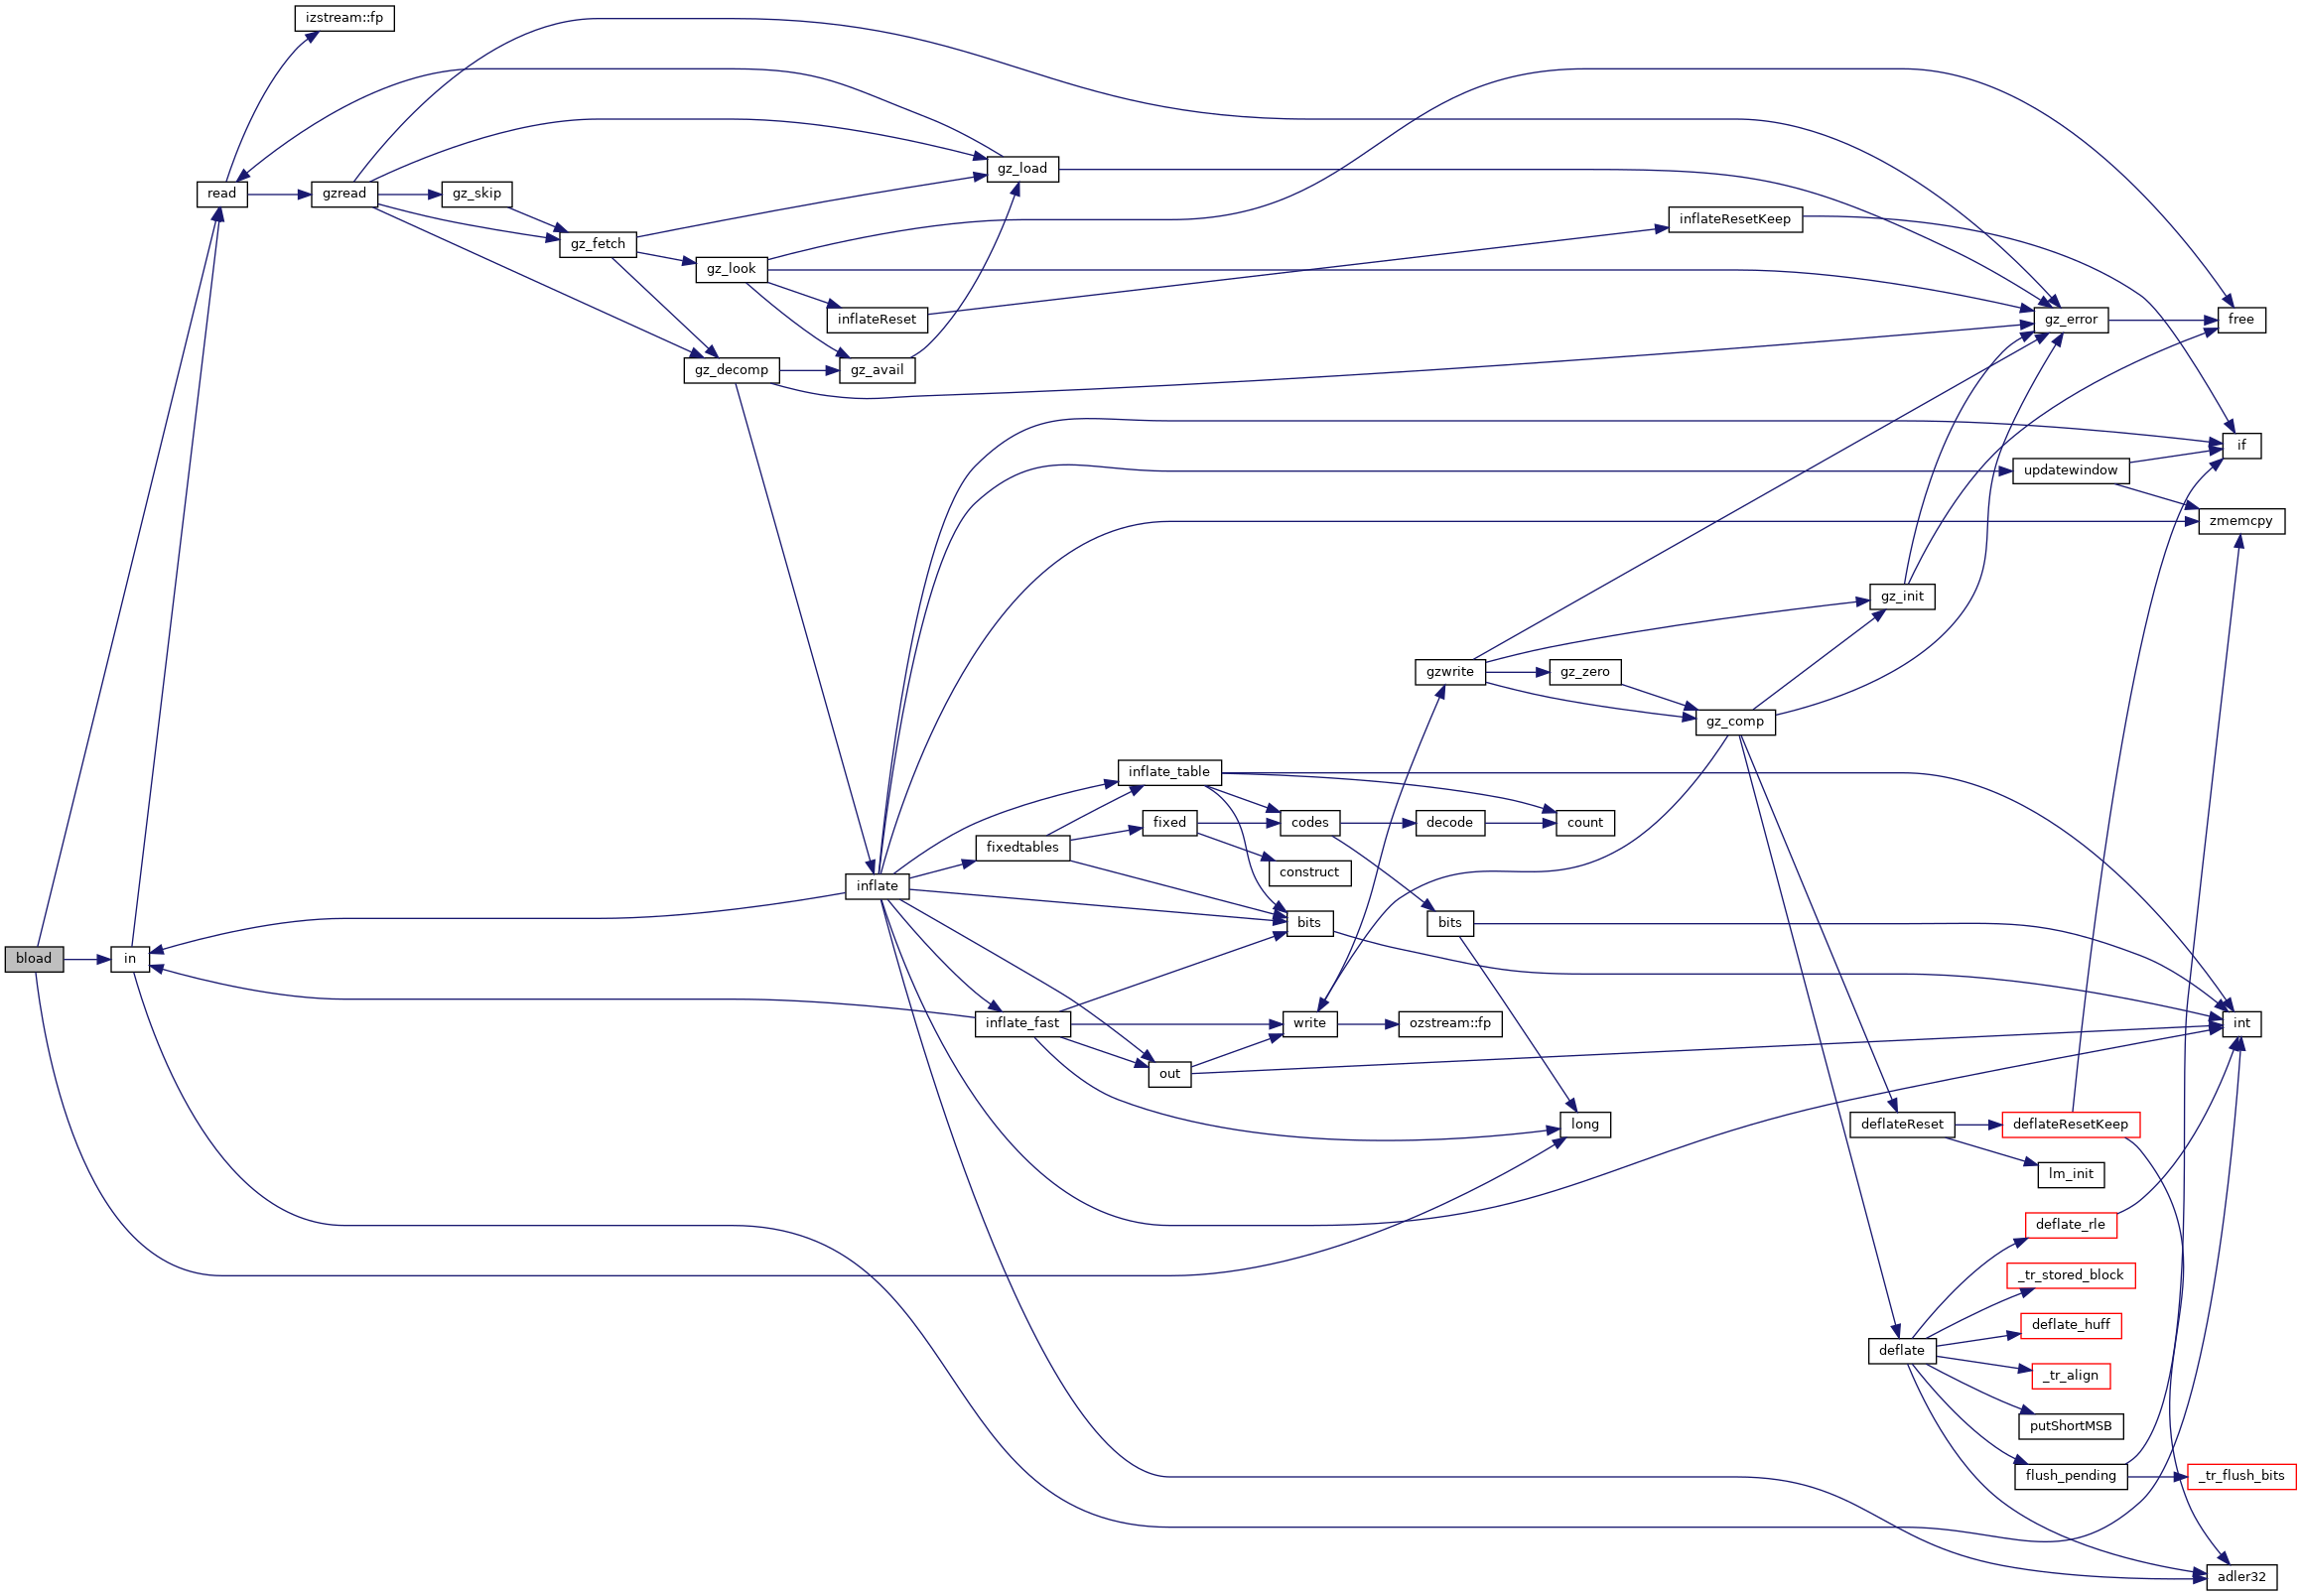 izstream::fp
gz_load
read
gzread
gz_skip
inflateResetKeep
gz_fetch
gz_look
inflateReset
gz_error
free
gz_decomp
gz_avail
if
updatewindow
zmemcpy
gz_init
gzwrite
gz_zero
gz_comp
inflate_table
fixed
codes
decode
count
fixedtables
construct
inflate
bits
bits
bload
in
inflate_fast
write
ozstream::fp
int
out
long
deflateReset
deflateResetKeep
lm_init
deflate_rle
_tr_stored_block
deflate_huff
deflate
_tr_align
putShortMSB
flush_pending
_tr_flush_bits
adler32